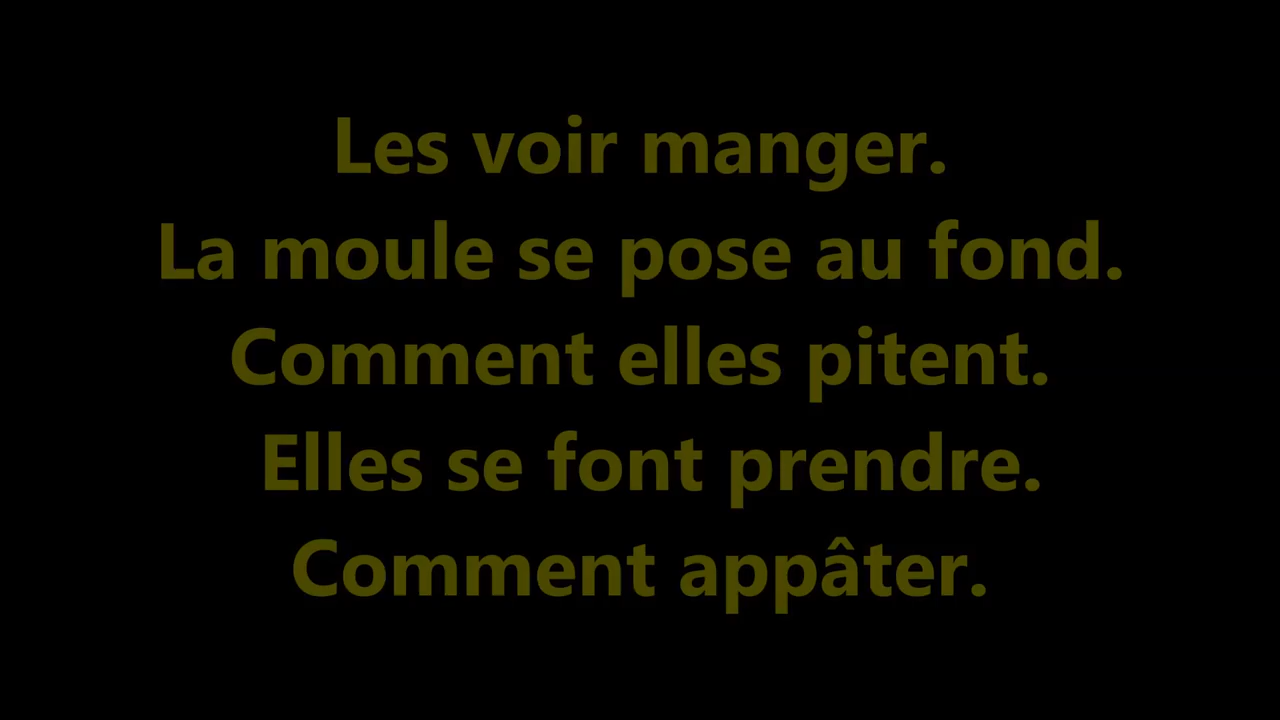 Les voir manger.
La moule se pose au fond.
Comment elles pitent.
Elles se font prendre.
Comment appâter.